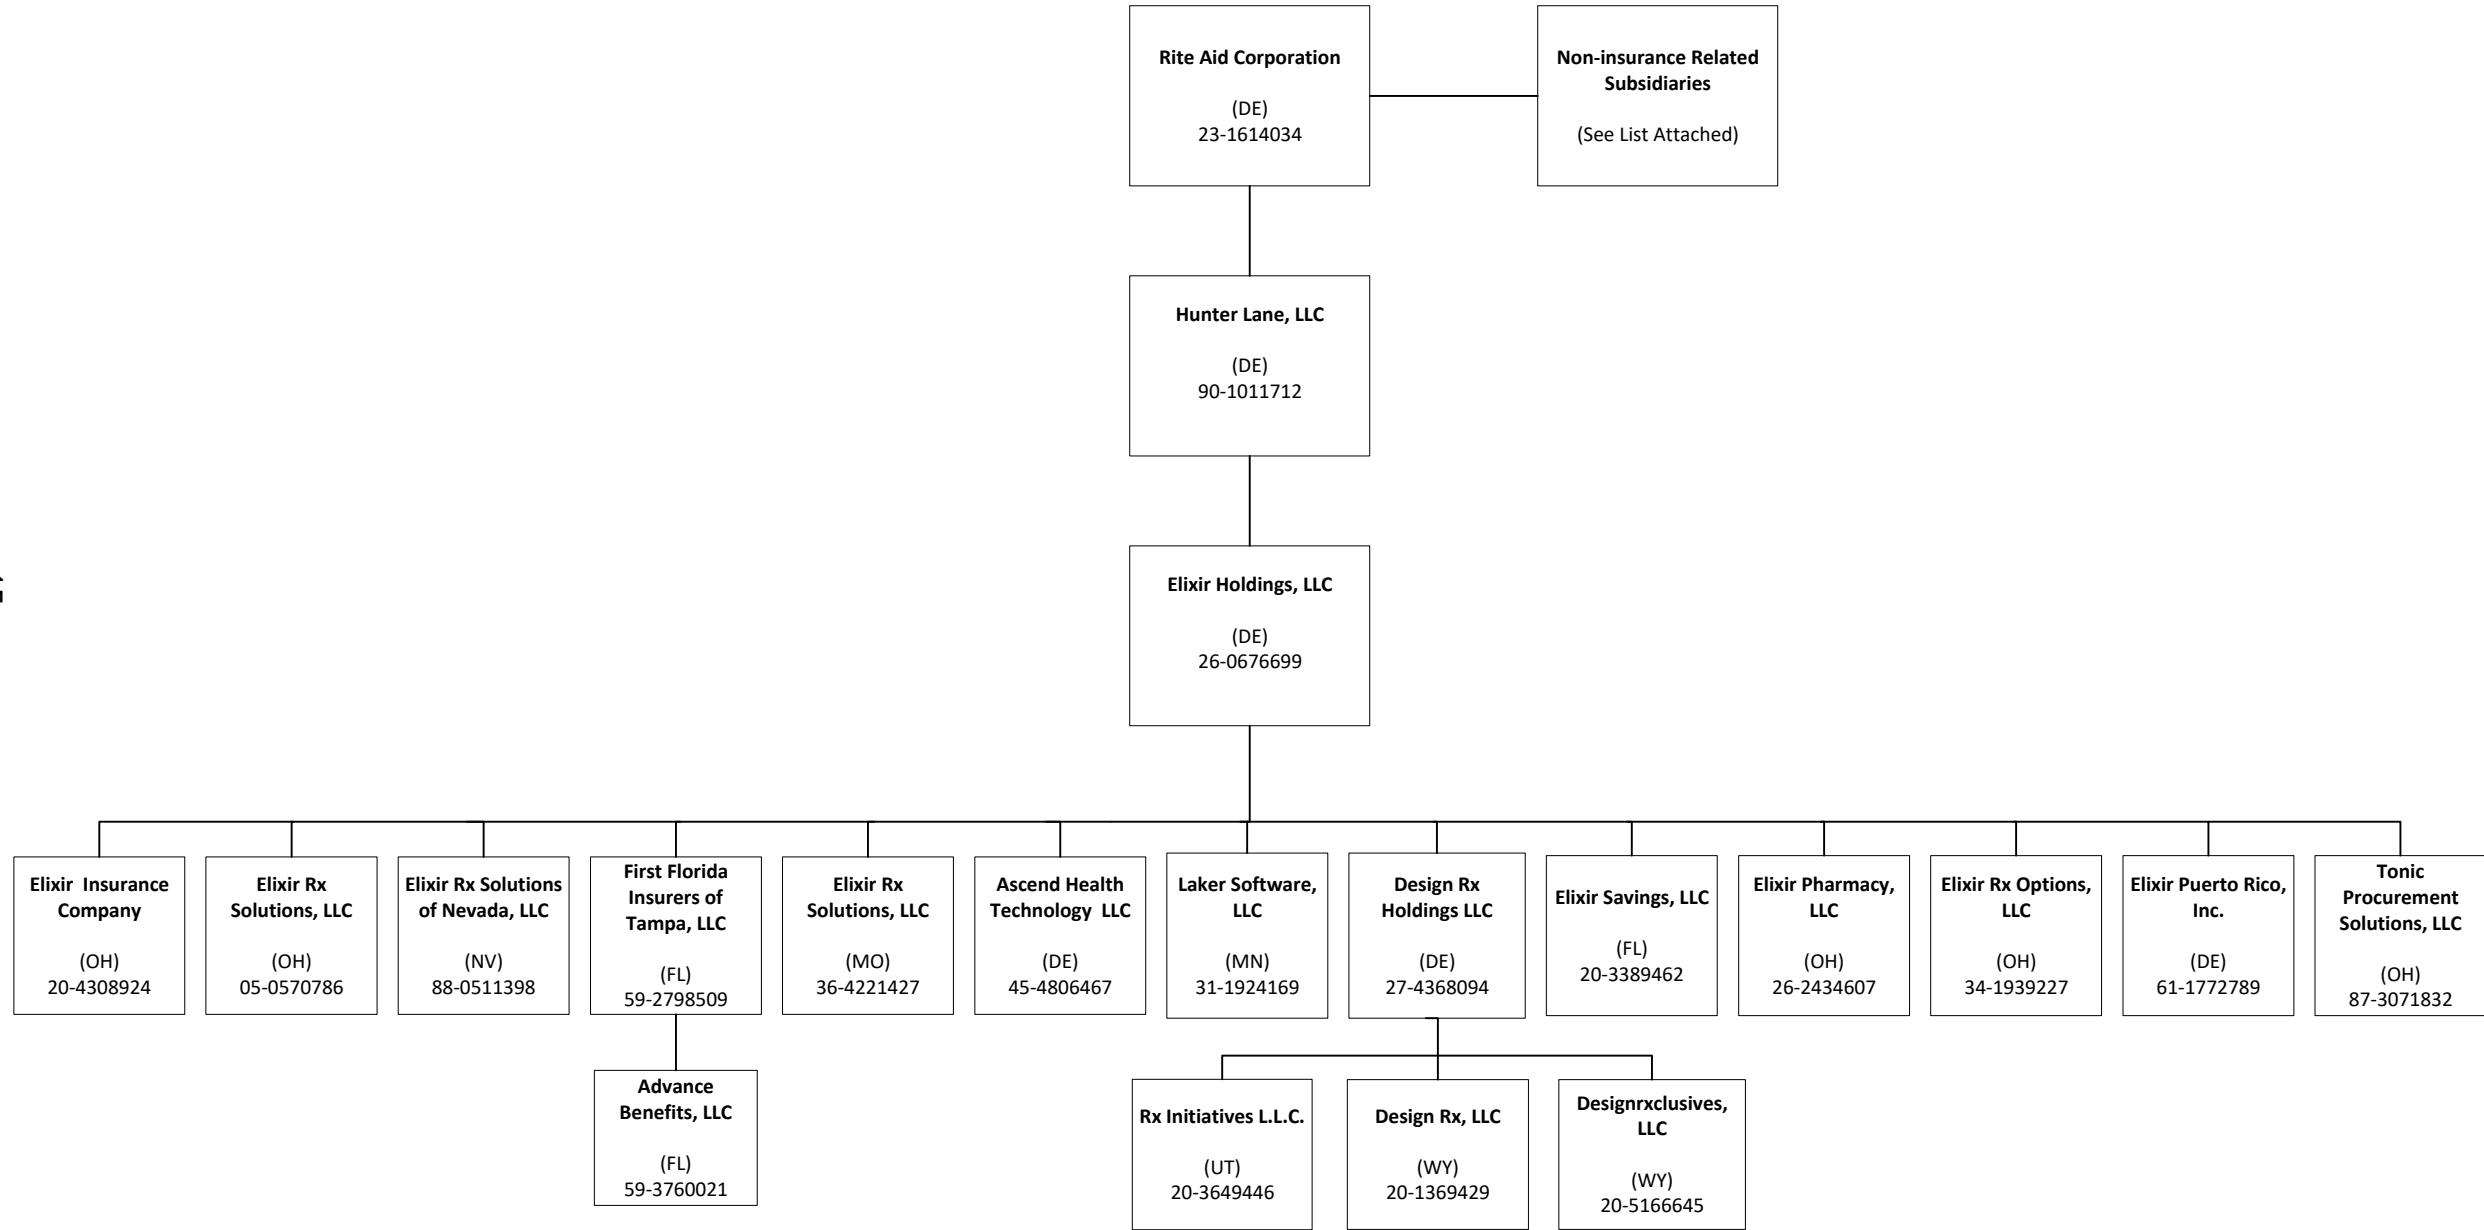 Rite Aid Corporation
(DE)
23-1614034
Non-insurance Related
Subsidiaries
(See List Attached)
Hunter Lane, LLC
(DE)
90-1011712
Elixir Holdings, LLC
(DE)
26-0676699
Elixir  Insurance
Company
(OH)
20-4308924
Elixir Rx
Solutions, LLC
(OH)
05-0570786
Elixir Rx Solutions
of Nevada, LLC
(NV)
88-0511398
First Florida
Insurers of
Tampa, LLC
(FL)
59-2798509
Elixir Rx
Solutions, LLC
(MO)
36-4221427
Ascend Health
Technology  LLC
(DE)
45-4806467
Laker Software,
LLC
(MN)
31-1924169
Design Rx
Holdings LLC
(DE)
27-4368094
Elixir Savings, LLC
(FL)
20-3389462
Elixir Pharmacy,
LLC
(OH)
26-2434607
Elixir Rx Options,
LLC
(OH)
34-1939227
Elixir Puerto Rico,
Inc.
(DE)
61-1772789
Tonic
Procurement
Solutions, LLC
(OH)
87-3071832
Advance
Benefits, LLC
(FL)
59-3760021
Rx Initiatives L.L.C.
(UT)
20-3649446
Design Rx, LLC
(WY)
20-1369429
Designrxclusives,
LLC
(WY)
20-5166645